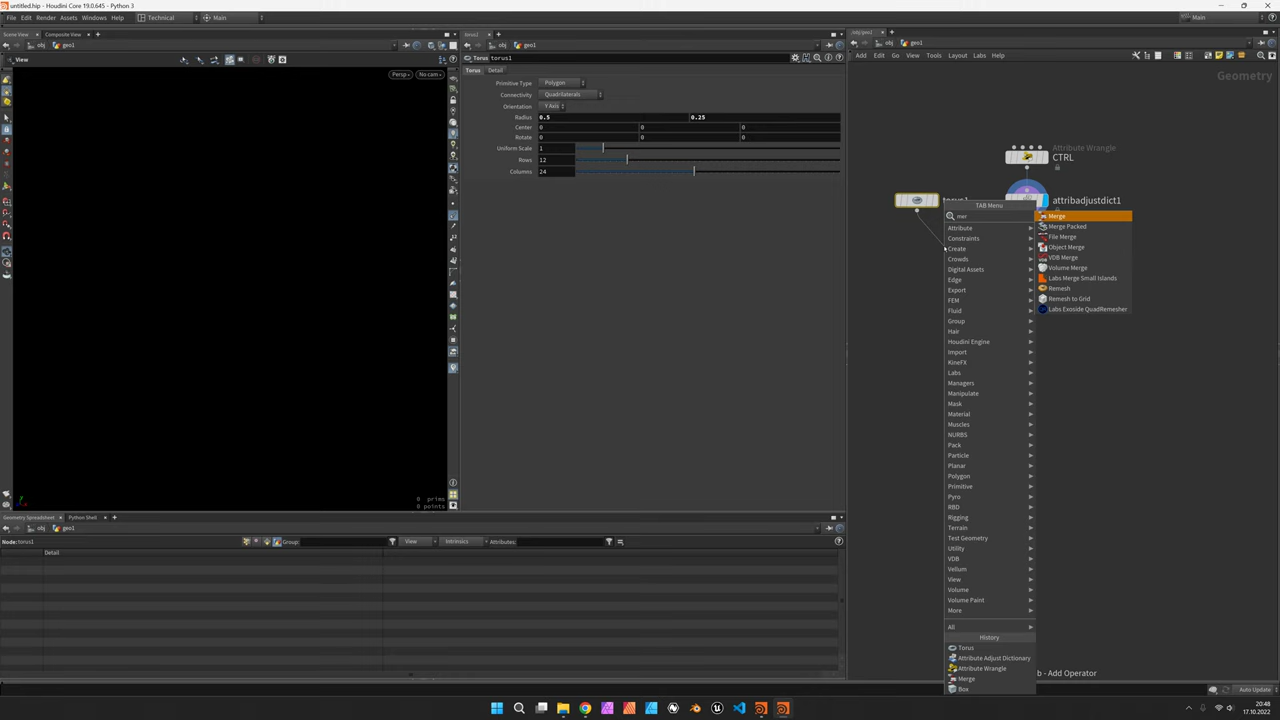 untitled.hip - Houdini Core 19.0.645 - Python 3
File Edit Render Assets Windows Help
Technical
Main
Main
Scene View
Composite View
torus1
/obj/geo1
obj
geo1
obj
geo1
obj
geo1
View
Torus torus1
Add Edit Go View Tools Layout Labs Help
Persp
No cam
Torus
Detail
Geometry
Primitive Type
Polygon
Connectivity
Quadrilaterals
Orientation
Y Axis
Radius
0.5
0.25
Center
0
0
0
Rotate
0
0
0
Uniform Scale
1
Rows
12
Columns
24
Attribute Wrangle
CTRL
attribadjustdict1
TAB Menu
mer
Attribute
Constraints
Create
Crowds
Digital Assets
Edge
Export
FEM
Fluid
Group
Hair
Houdini Engine
Import
KineFX
Labs
Managers
Manipulate
Mask
Material
Muscles
NURBS
Pack
Particle
Planar
Polygon
Primitive
Pyro
RBD
Rigging
Terrain
Test Geometry
Utility
VDB
Vellum
View
Volume
Volume Paint
More
All
History
Torus
Attribute Adjust Dictionary
Attribute Wrangle
Merge
Box
Merge
Merge Packed
File Merge
Object Merge
VDB Merge
Volume Merge
Labs Merge Small Islands
Remesh
Remesh to Grid
Labs Exoside QuadRemesher
0 prims
0 points
Geometry Spreadsheet
Python Shell
obj
geo1
Node: torus1
Group:
View
Intrinsics
Attributes:
Detail
b - Add Operator
Auto Update
20:48
17.10.2022